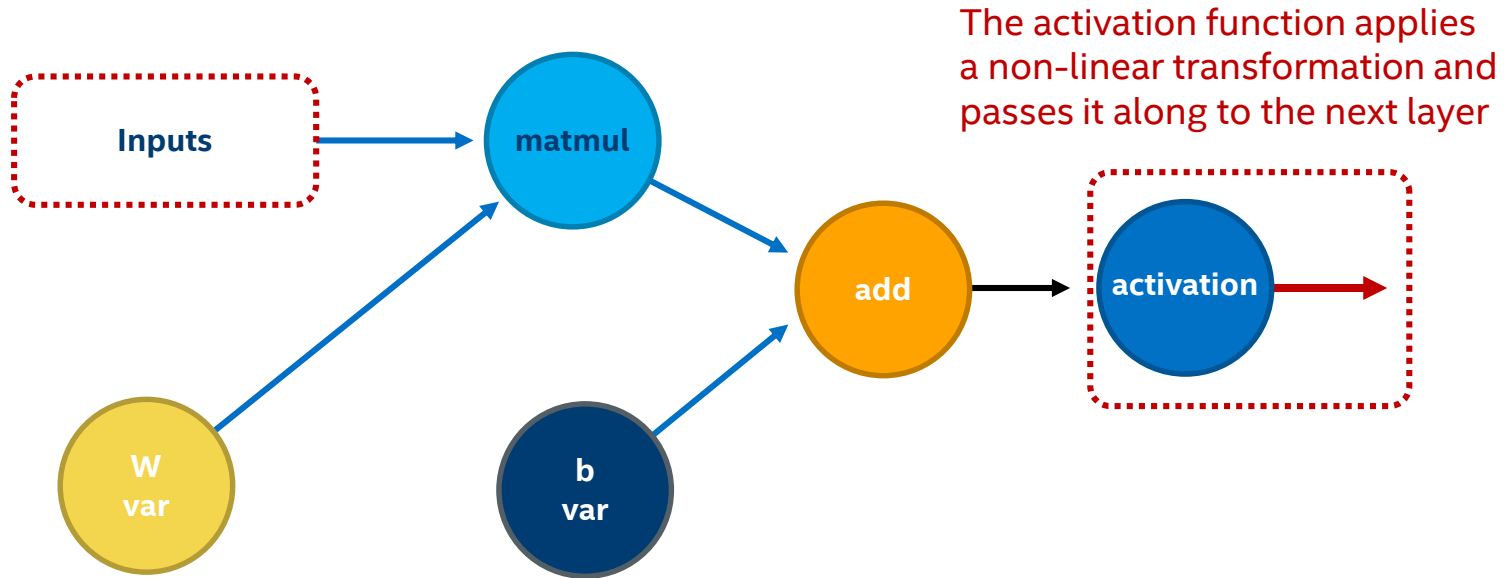 The activation function applies
a non-linear transformation and
passes it along to the next layer
Inputs
matmul
add
activation
W
var
b
var